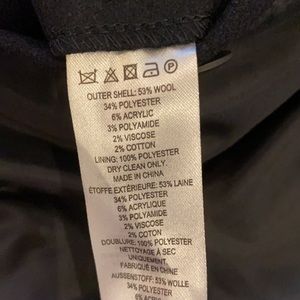 P
OUTER SHELL: 53% WOOL
34% POLYESTER
6% ACRYLIC
3% POLYAMIDE
2% VISCOSE
2% COTTON
LINING: 100% POLYESTER
DRY CLEAN ONLY.
MADE IN CHINA
ÉTOFFE EXTÉRIEURE: 53% LAINE
34% POLYESTER
6% ACRYLIQUE
3% POLYAMIDE
2% VISCOSE
2% COTON
DOUBLURE: 100% POLYESTER
NETTOYAGE À SEC
UNIQUEMENT.
FABRIQUÉ EN CHINE
AUSSENSTOFF: 53% WOLLE
34% POLYESTER
6% ACRYL